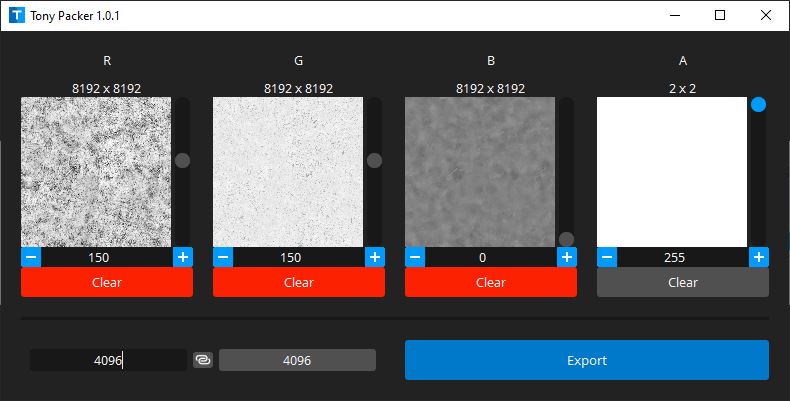 T Tony Packer 1.0.1
R G B A
8192 x 8192 8192 x 8192 8192 x 8192 2 x 2
− 150 + − 150 + − 0 + − 255 +
Clear Clear Clear Clear
4096 4096 Export